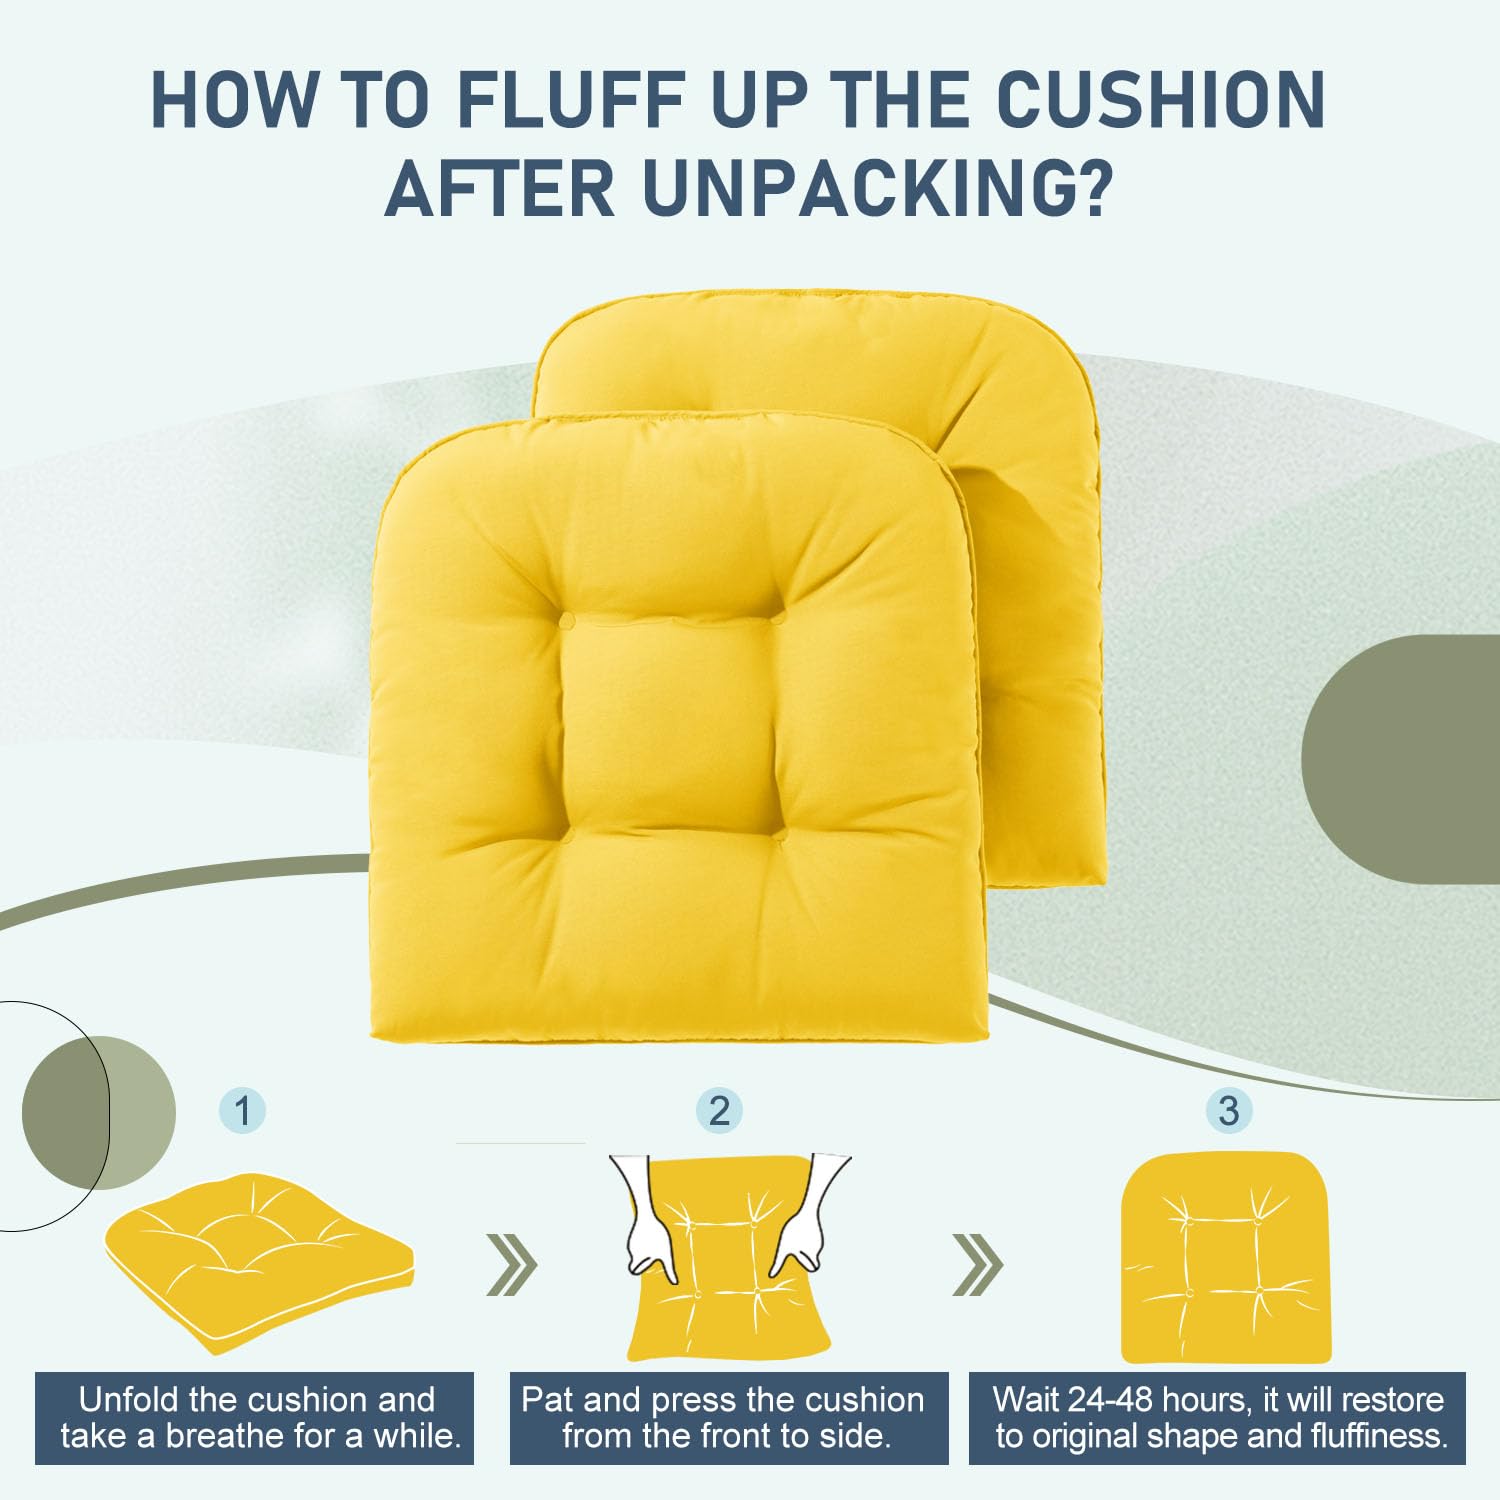 HOW TO FLUFF UP THE CUSHION
AFTER UNPACKING?
1
2
3
Unfold the cushion and
take a breathe for a while.
Pat and press the cushion
from the front to side.
Wait 24-48 hours, it will restore
to original shape and fluffiness.